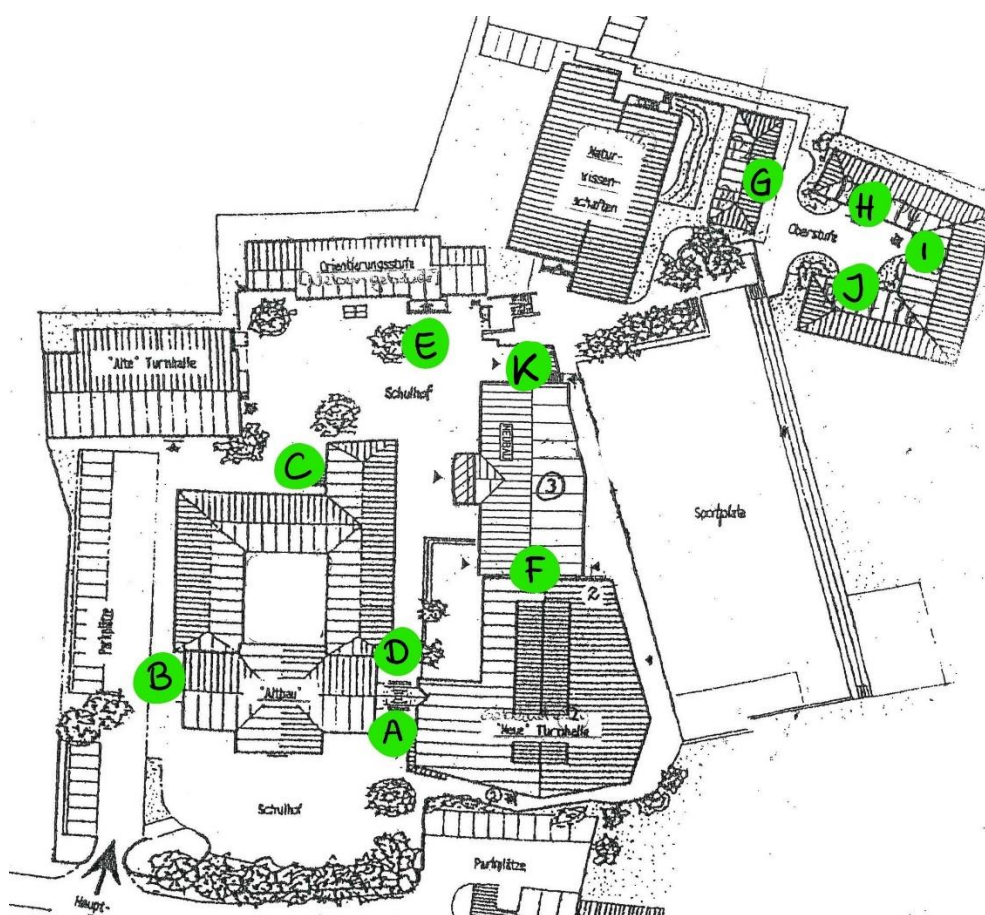 Natur-
wissen-
schaften
G
H
I
Oberstufe
J
Orientierungsstufe
E
K
"Alte" Turnhalle
Schulhof
NEUBAU
C
3
Sportplatz
F
2
Parkplätze
B
D
"Altbau"
A
"Neue" Turnhalle
Schulhof
Parkplätze
Haupt-